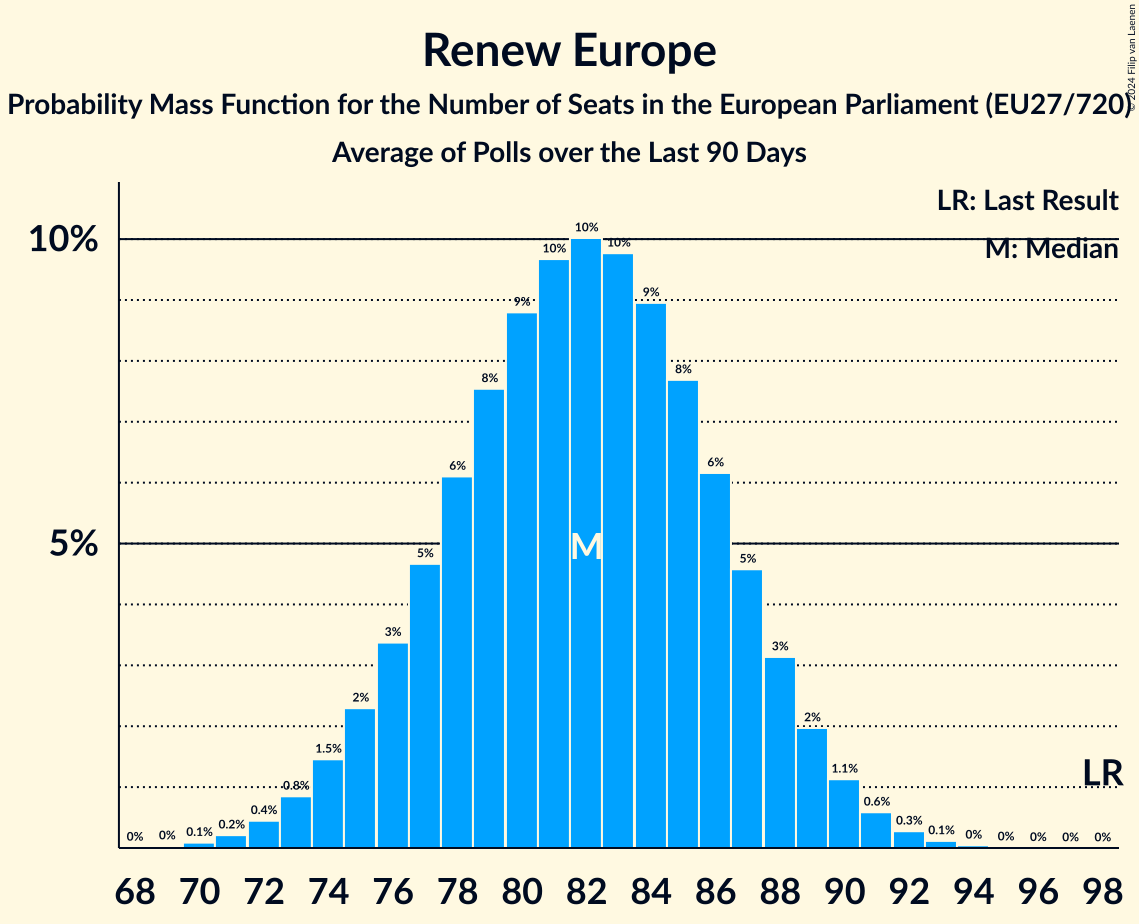 Renew Europe
Probability Mass Function for the Number of Seats in the European Parliament (EU27/720)
Average of Polls over the Last 90 Days
© 2024 Filip van Laenen
LR: Last Result
M: Median
10%
5%
0% 0% 0.1% 0.2% 0.4% 0.8% 1.5% 2% 3% 5% 6% 8% 9% 10% 10% 10% 9% 8% 6% 5% 3% 2% 1.1% 0.6% 0.3% 0.1% 0% 0% 0% 0% 0%
M
LR
68 70 72 74 76 78 80 82 84 86 88 90 92 94 96 98